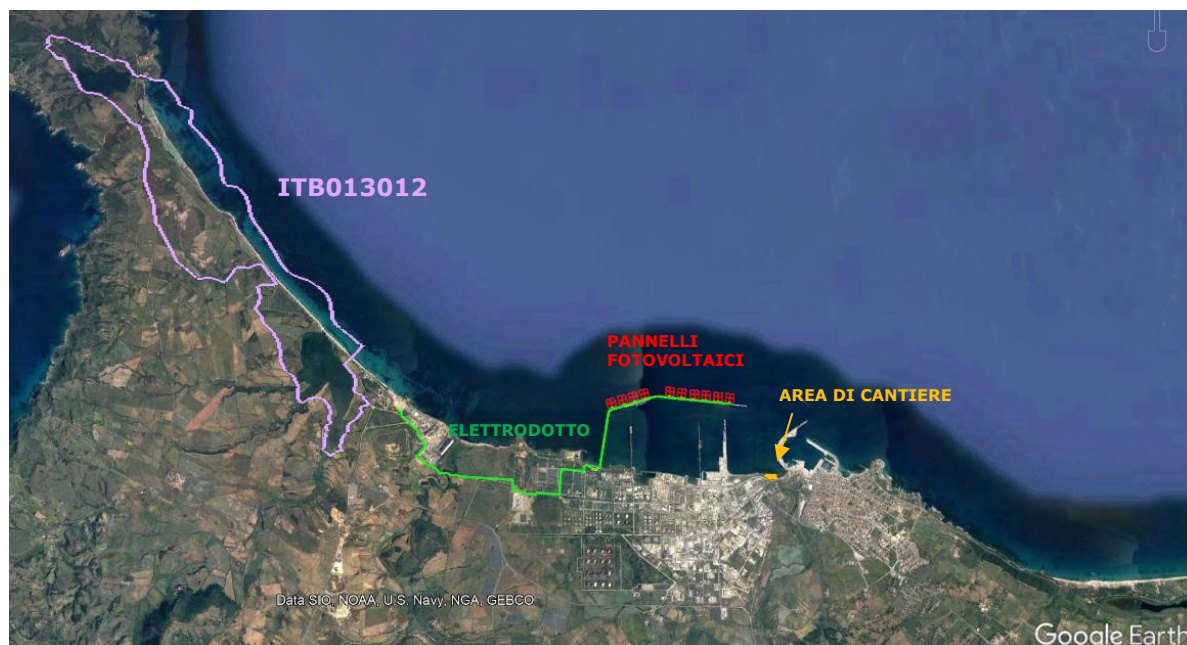 ITB013012
PANNELLI
FOTOVOLTAICI
AREA DI CANTIERE
ELETTRODOTTO
Data SIO, NOAA, U.S. Navy, NGA, GEBCO
Google Earth